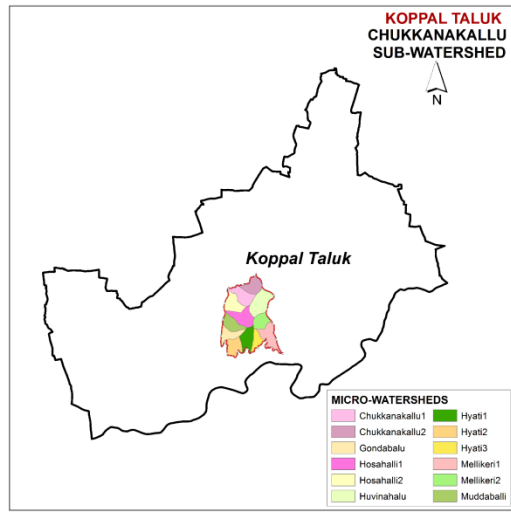 KOPPAL TALUK
CHUKKANAKALLU
SUB-WATERSHED
N
Koppal Taluk
MICRO-WATERSHEDS
Chukkanakallu1
Chukkanakallu2
Gondabalu
Hosahalli1
Hosahalli2
Huvinahalu
Hyati1
Hyati2
Hyati3
Mellikeri1
Mellikeri2
Muddaballi